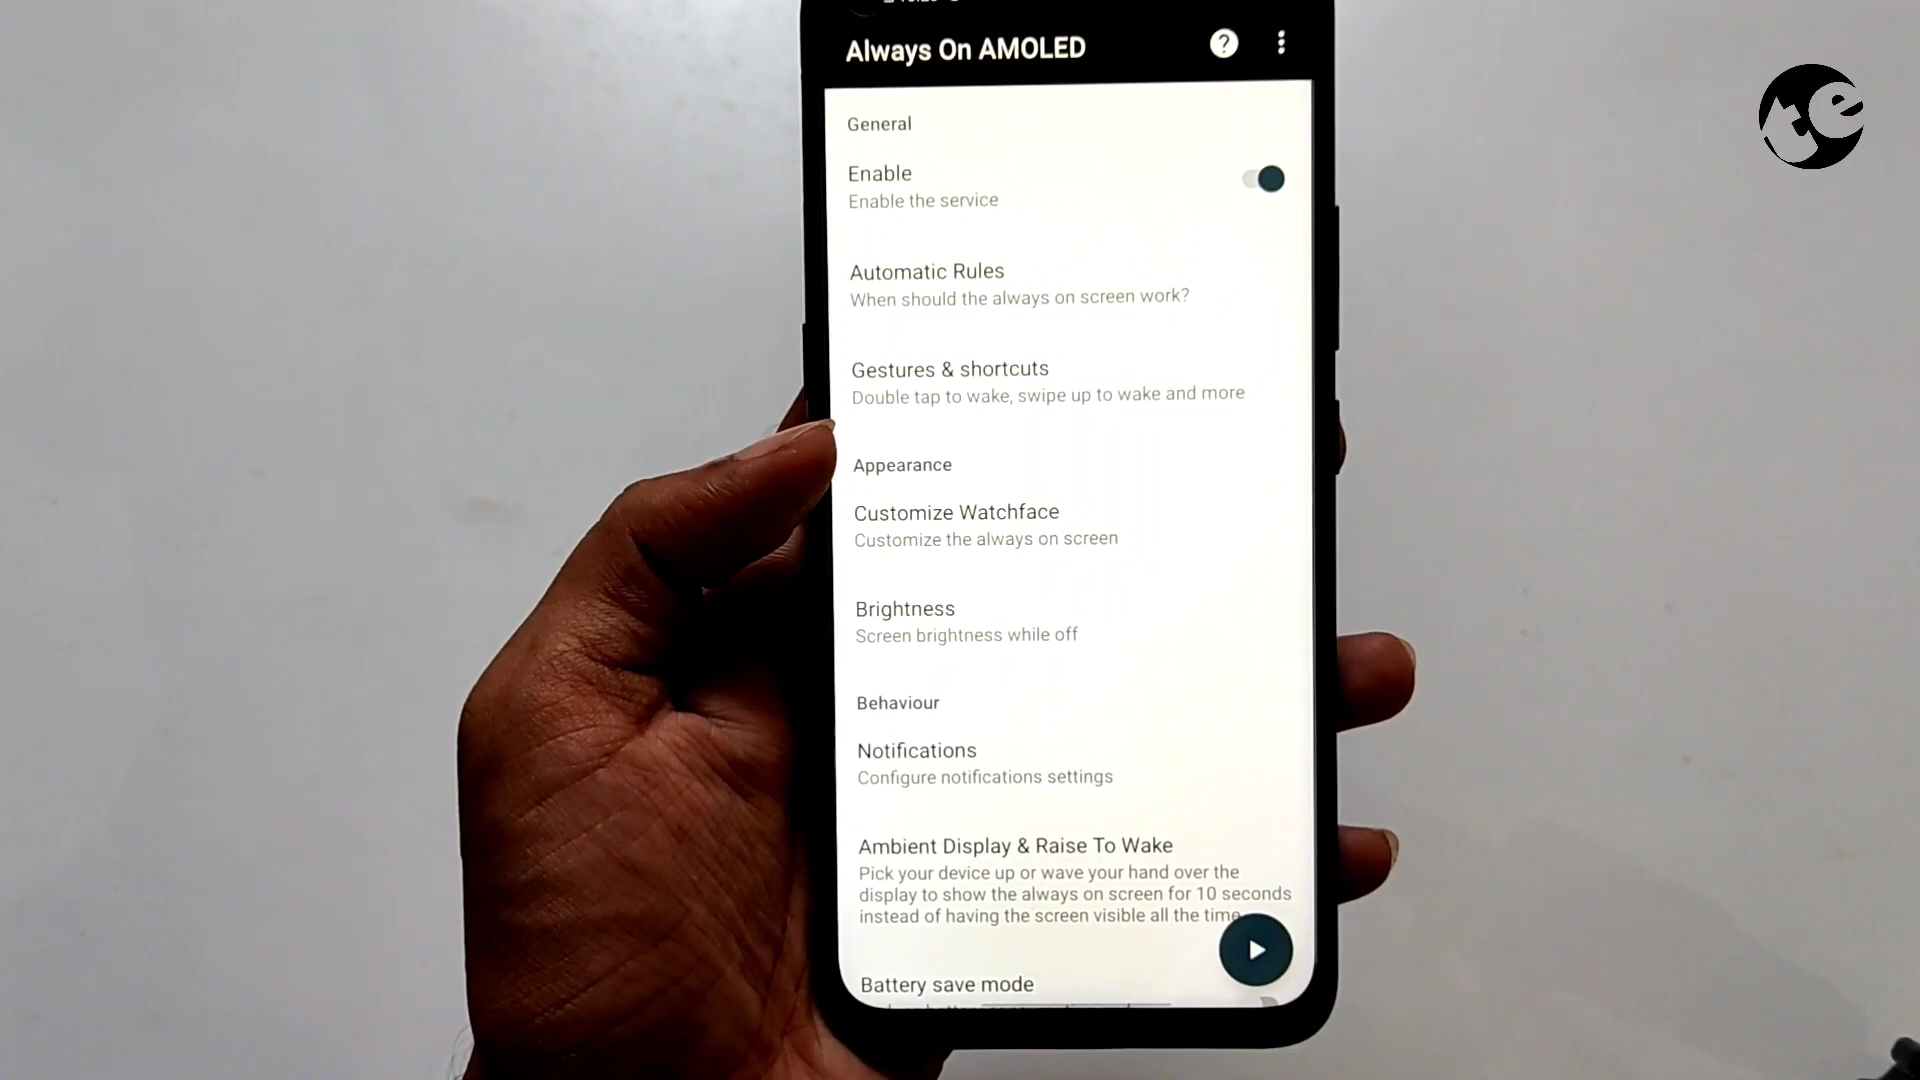 Always On AMOLED
General
Enable
Enable the service
Automatic Rules
When should the always on screen work?
Gestures & shortcuts
Double tap to wake, swipe up to wake and more
Appearance
Customize Watchface
Customize the always on screen
Brightness
Screen brightness while off
Behaviour
Notifications
Configure notifications settings
Ambient Display & Raise To Wake
Pick your device up or wave your hand over the
display to show the always on screen for 10 seconds
instead of having the screen visible all the time
Battery save mode
te